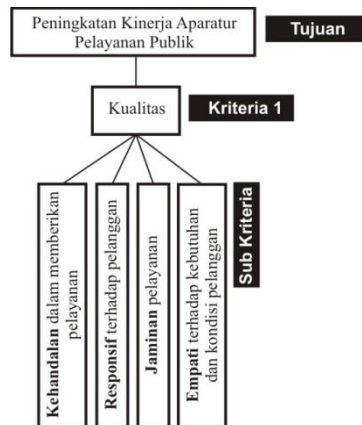 Peningkatan Kinerja Aparatur
Pelayanan Publik
Tujuan
Kualitas
Kriteria 1
Kehandalan dalam memberikan
pelayanan
Responsif terhadap pelanggan
Jaminan pelayanan
Empati terhadap kebutuhan
dan kondisi pelanggan
Sub Kriteria